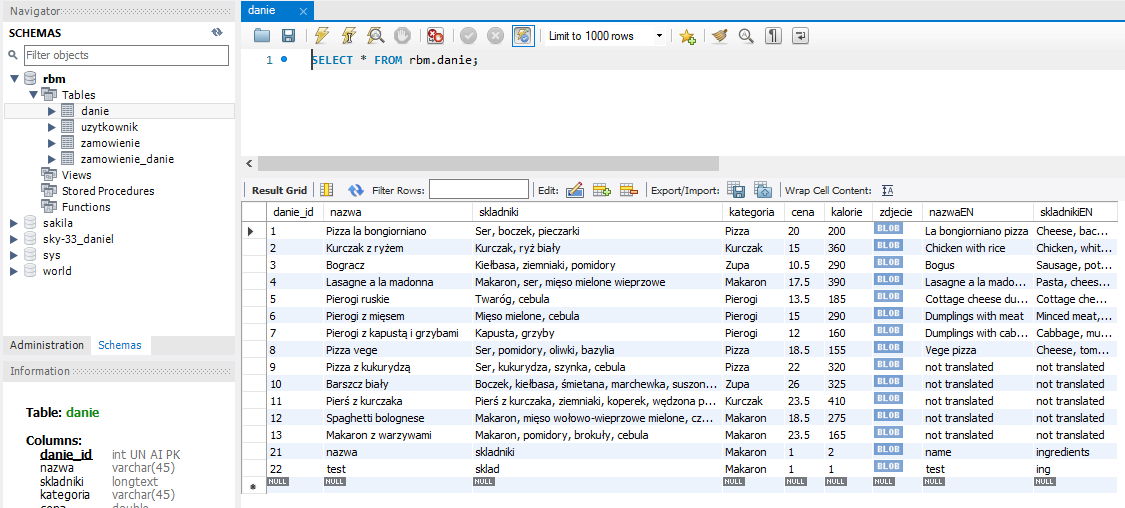 Navigator
SCHEMAS
Filter objects
rbm
Tables
danie
uzytkownik
zamowienie
zamowienie_danie
Views
Stored Procedures
Functions
sakila
sky-33_daniel
sys
world
Administration Schemas
Information
Table: danie
Columns:
danie_id int UN AI PK
nazwa varchar(45)
skladniki longtext
kategoria varchar(45)
cena double
danie
Limit to 1000 rows
1 SELECT * FROM rbm.danie;
Result Grid Filter Rows: Edit: Export/Import: Wrap Cell Content:
danie_id nazwa skladniki kategoria cena kalorie zdjecie nazwaEN skladnikiEN
1 Pizza la bongiorniano Ser, boczek, pieczarki Pizza 20 200 BLOB La bongiorniano pizza Cheese, bac...
2 Kurczak z ryżem Kurczak, ryż biały Kurczak 15 360 BLOB Chicken with rice Chicken, whit...
3 Bogracz Kiełbasa, ziemniaki, pomidory Zupa 10.5 290 BLOB Bogus Sausage, pot...
4 Lasagne a la madonna Makaron, ser, mięso mielone wieprzowe Makaron 17.5 390 BLOB Lasagne a la mado... Pasta, chees...
5 Pierogi ruskie Twaróg, cebula Pierogi 13.5 185 BLOB Cottage cheese du... Cottage che...
6 Pierogi z mięsem Mięso mielone, cebula Pierogi 15 290 BLOB Dumplings with meat Minced meat,...
7 Pierogi z kapustą i grzybami Kapusta, grzyby Pierogi 12 160 BLOB Dumplings with cab... Cabbage, mu...
8 Pizza vege Ser, pomidory, oliwki, bazylia Pizza 18.5 155 BLOB Vege pizza Cheese, tom...
9 Pizza z kukurydzą Ser, kukurydza, szynka, cebula Pizza 22 320 BLOB not translated not translated
10 Barszcz biały Boczek, kiełbasa, śmietana, marchewka, suszon... Zupa 26 325 BLOB not translated not translated
11 Pierś z kurczaka Pierś z kurczaka, ziemniaki, koperek, wędzona p... Kurczak 23.5 410 BLOB not translated not translated
12 Spaghetti bolognese Makaron, mięso wołowo-wieprzowe mielone, cz... Makaron 18.5 275 BLOB not translated not translated
13 Makaron z warzywami Makaron, pomidory, brokuły, cebula Makaron 23.5 165 BLOB not translated not translated
21 nazwa skladniki Makaron 1 2 BLOB name ingredients
22 test sklad Makaron 1 1 BLOB test ing
NULL NULL NULL NULL NULL NULL NULL NULL NULL